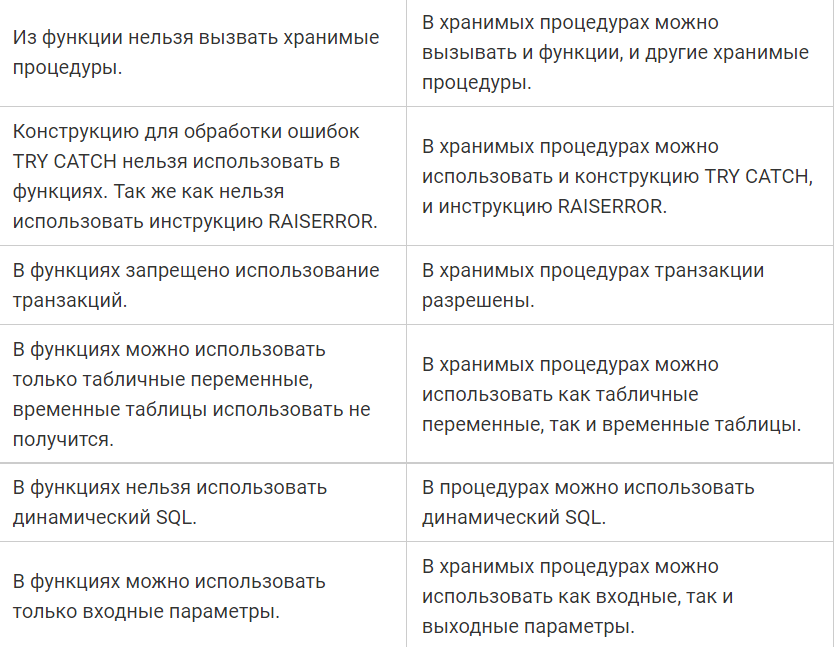 Из функции нельзя вызвать хранимые
процедуры.
В хранимых процедурах можно
вызывать и функции, и другие хранимые
процедуры.
Конструкцию для обработки ошибок
TRY CATCH нельзя использовать в
функциях. Так же как нельзя
использовать инструкцию RAISERROR.
В хранимых процедурах можно
использовать и конструкцию TRY CATCH,
и инструкцию RAISERROR.
В функциях запрещено использование
транзакций.
В хранимых процедурах транзакции
разрешены.
В функциях можно использовать
только табличные переменные,
временные таблицы использовать не
получится.
В хранимых процедурах можно
использовать как табличные
переменные, так и временные таблицы.
В функциях нельзя использовать
динамический SQL.
В процедурах можно использовать
динамический SQL.
В функциях можно использовать
только входные параметры.
В хранимых процедурах можно
использовать как входные, так и
выходные параметры.